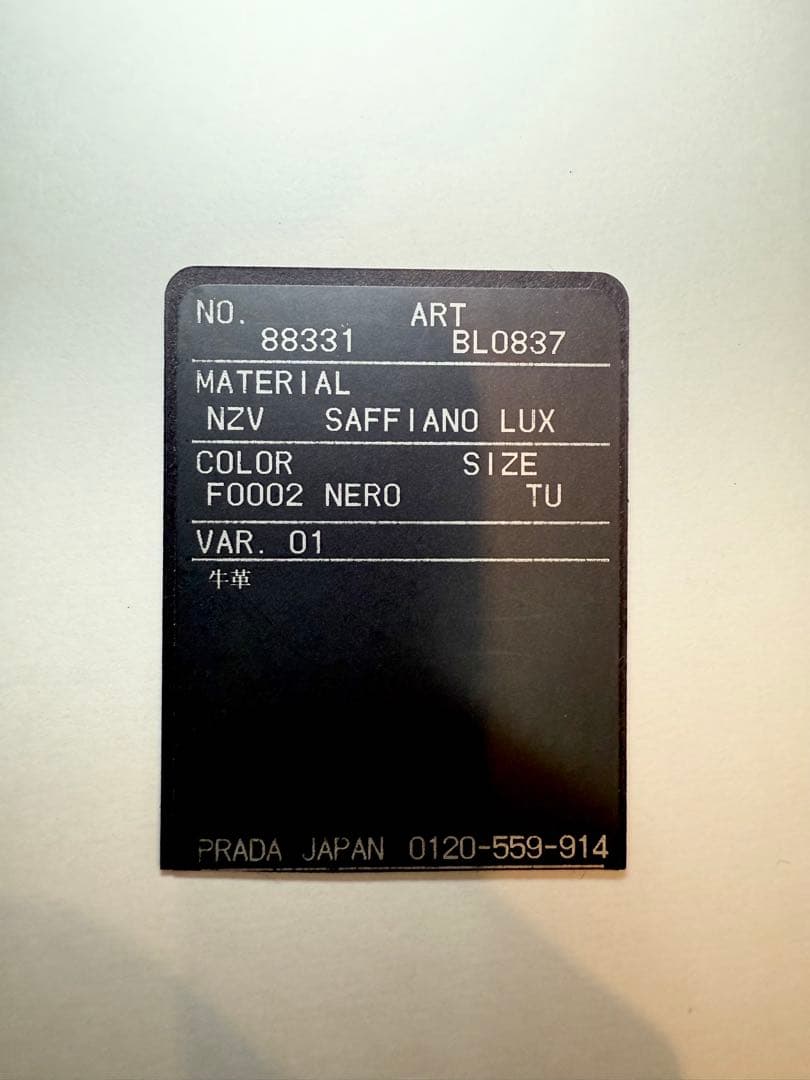 NO. ART
88331 BL0837
MATERIAL
NZV SAFFIANO LUX
COLOR SIZE
F0002 NERO TU
VAR. 01
牛革
PRADA JAPAN 0120-559-914